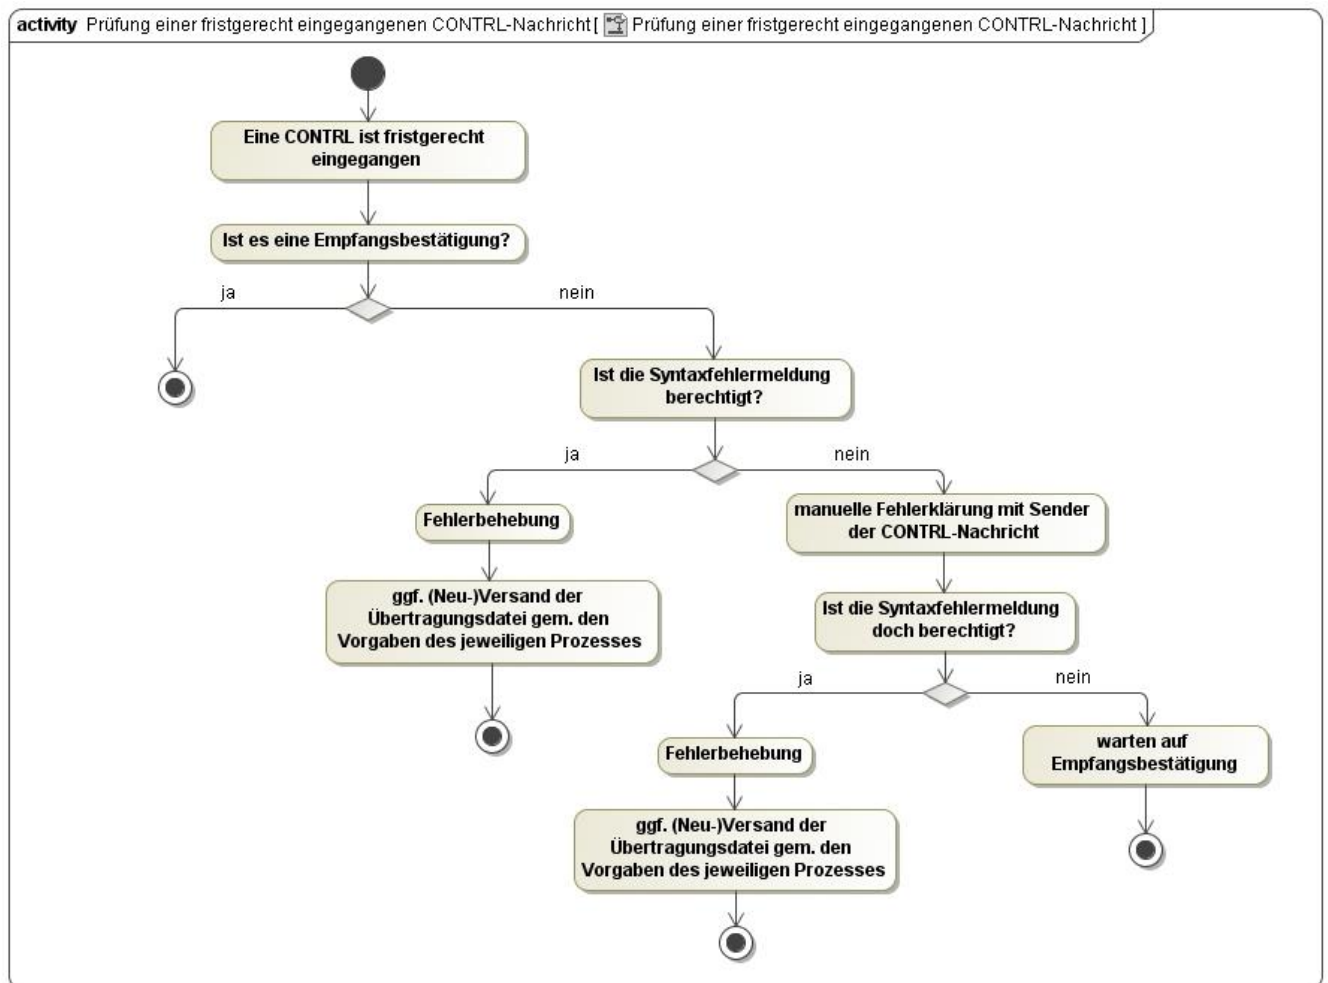 activity Prüfung einer fristgerecht eingegangenen CONTRL-Nachricht [ Prüfung einer fristgerecht eingegangenen CONTRL-Nachricht ]
Eine CONTRL ist fristgerecht
eingegangen
Ist es eine Empfangsbestätigung?
ja
nein
Ist die Syntaxfehlermeldung
berechtigt?
ja
nein
Fehlerbehebung
manuelle Fehlerklärung mit Sender
der CONTRL-Nachricht
ggf. (Neu-)Versand der
Übertragungsdatei gem. den
Vorgaben des jeweiligen Prozesses
Ist die Syntaxfehlermeldung
doch berechtigt?
ja
nein
Fehlerbehebung
warten auf
Empfangsbestätigung
ggf. (Neu-)Versand der
Übertragungsdatei gem. den
Vorgaben des jeweiligen Prozesses